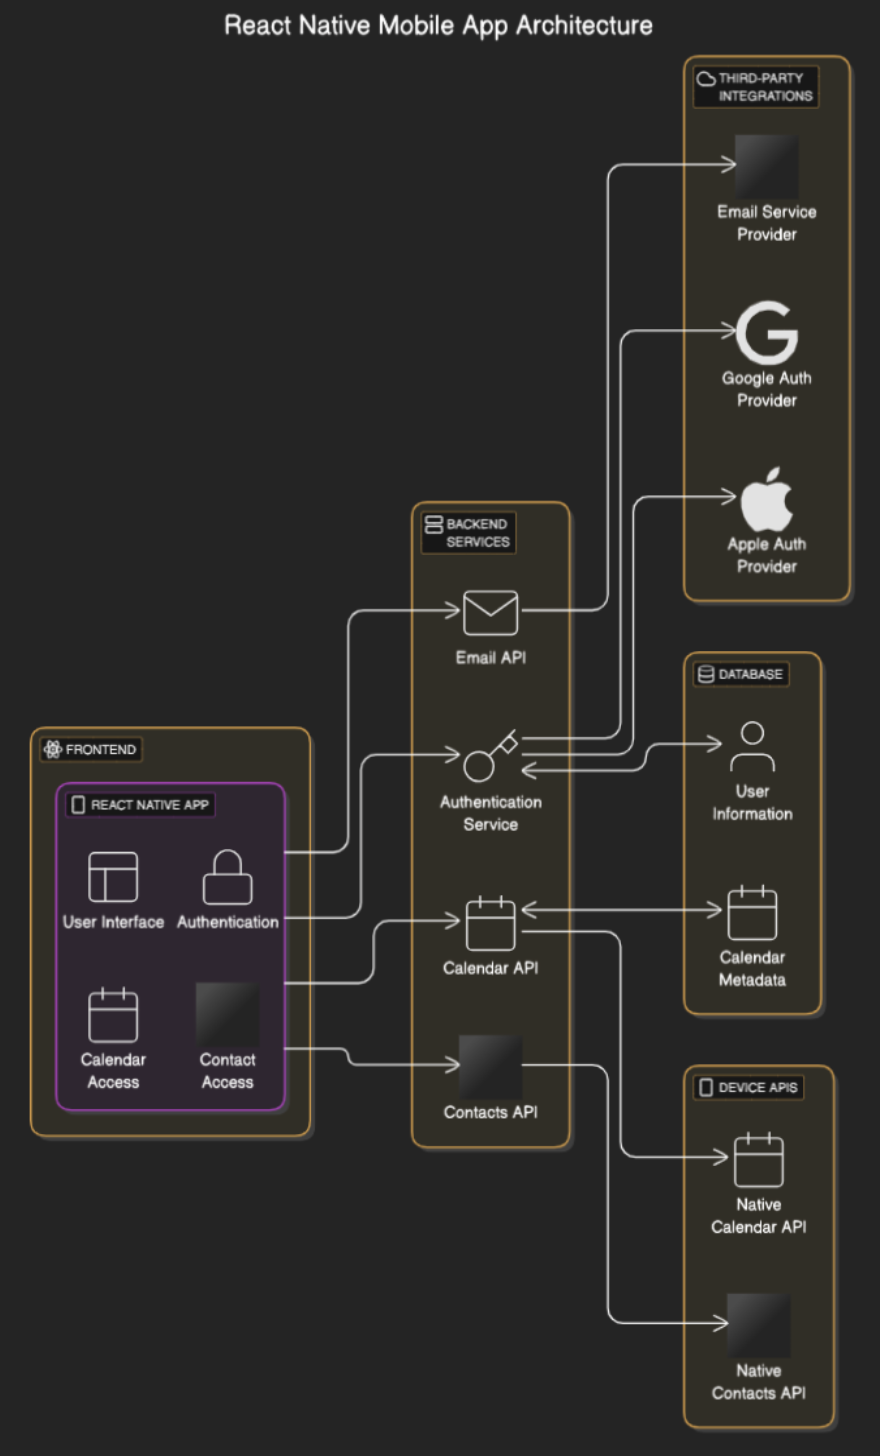 React Native Mobile App Architecture
THIRD-PARTY
INTEGRATIONS
Email Service
Provider
Google Auth
Provider
Apple Auth
Provider
BACKEND
SERVICES
Email API
Authentication
Service
Calendar API
Contacts API
DATABASE
User
Information
Calendar
Metadata
FRONTEND
REACT NATIVE APP
User Interface
Authentication
Calendar
Access
Contact
Access
DEVICE APIS
Native
Calendar API
Native
Contacts API